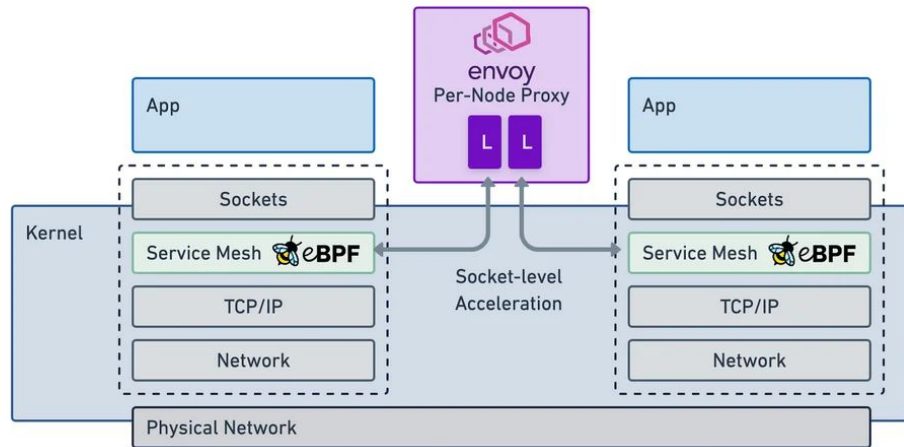 envoy
Per-Node Proxy
L
L
App
App
Sockets
Sockets
Kernel
Service Mesh eBPF
Service Mesh eBPF
Socket-level
Acceleration
TCP/IP
TCP/IP
Network
Network
Physical Network